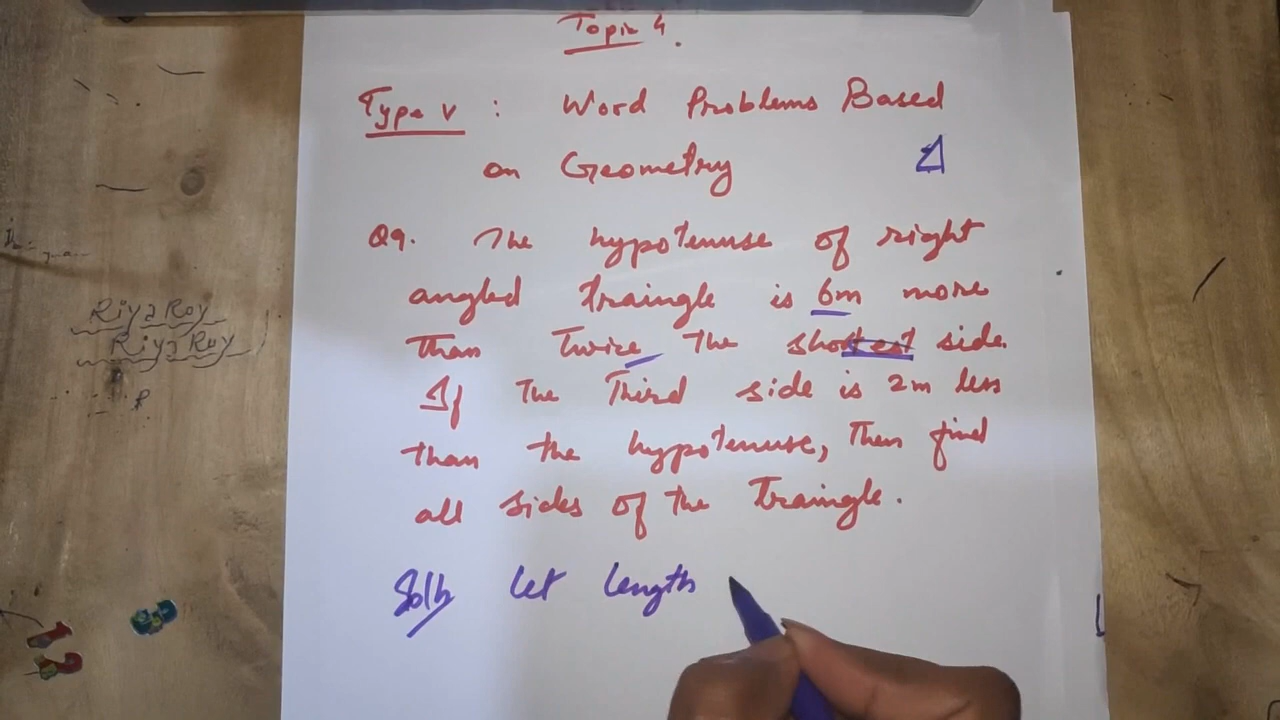 Topic 4.
Type V : Word Problems Based
on Geometry
Q9. The hypotenuse of right
angled Traingle is 6m more
than Twice The shortest side.
If The Third side is 2m less
than the hypotenuse, Then find
all sides of the Traingle.
Soln Let length
Riya Roy
Riya Roy